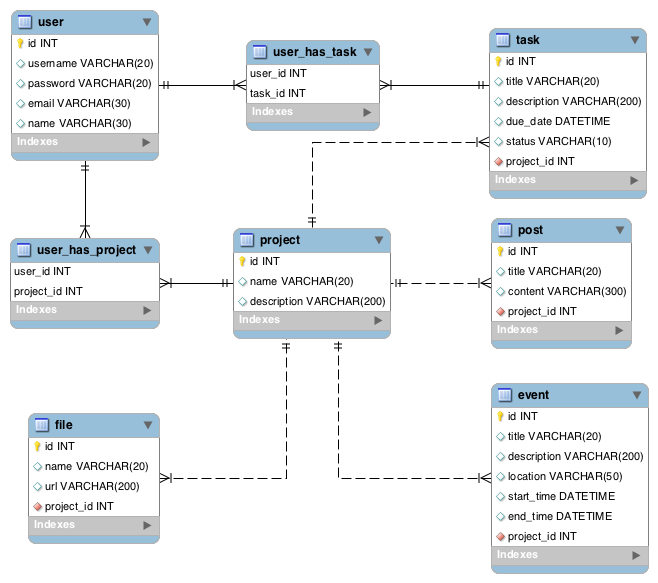 user
id INT
username VARCHAR(20)
password VARCHAR(20)
email VARCHAR(30)
name VARCHAR(30)
Indexes
user_has_task
user_id INT
task_id INT
Indexes
task
id INT
title VARCHAR(20)
description VARCHAR(200)
due_date DATETIME
status VARCHAR(10)
project_id INT
Indexes
user_has_project
user_id INT
project_id INT
Indexes
project
id INT
name VARCHAR(20)
description VARCHAR(200)
Indexes
post
id INT
title VARCHAR(20)
content VARCHAR(300)
project_id INT
Indexes
file
id INT
name VARCHAR(20)
url VARCHAR(200)
project_id INT
Indexes
event
id INT
title VARCHAR(20)
description VARCHAR(200)
location VARCHAR(50)
start_time DATETIME
end_time DATETIME
project_id INT
Indexes